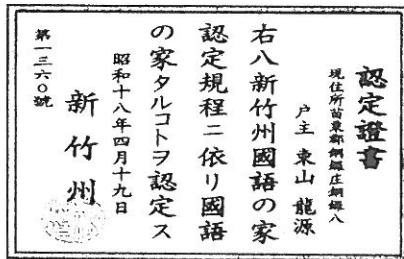 認定證書
現住所苗栗郡銅鑼庄銅鑼八
戸主 東山龍源
右ハ新竹州國語の家
認定規程ニ依リ國語
の家タルコトヲ認定ス
昭和十八年四月十九日
新竹州
第一三六〇號